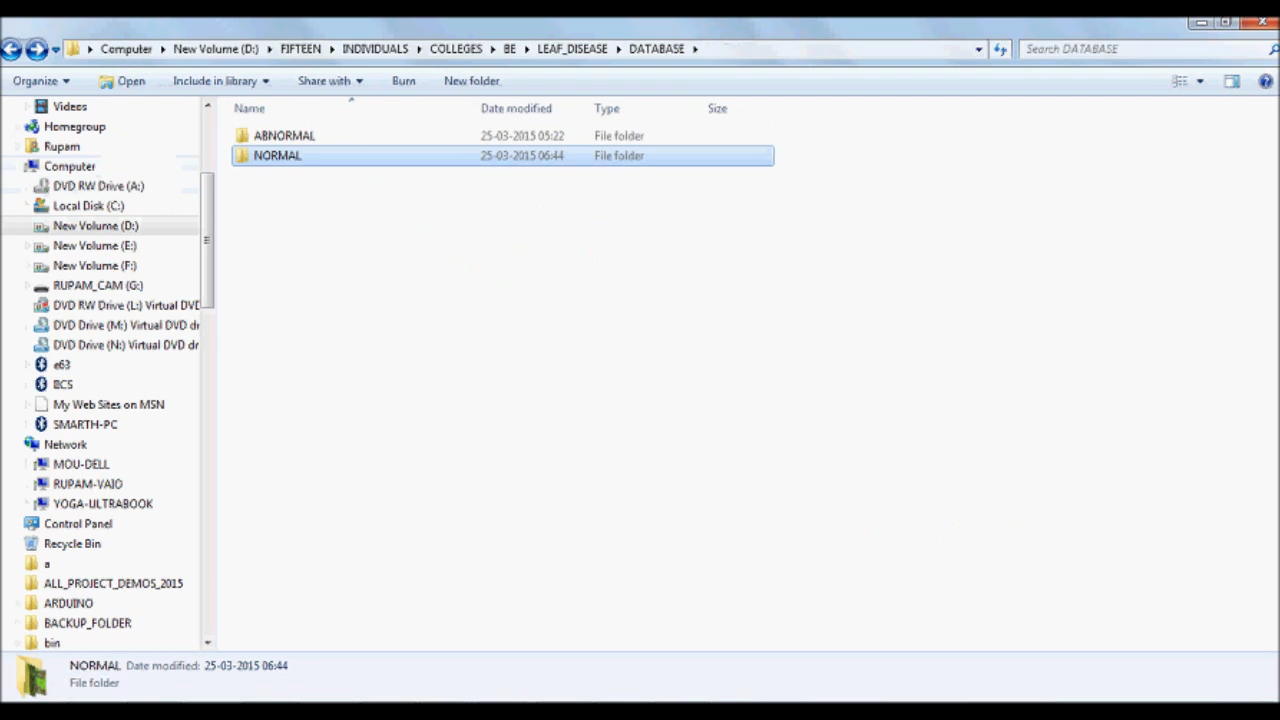 Computer New Volume (D:) FIFTEEN INDIVIDUALS COLLEGES BE LEAF_DISEASE DATABASE Search DATABASE
Organize Open Include in library Share with Burn New folder
Videos
Homegroup
Rupam
Computer
DVD RW Drive (A:)
Local Disk (C:)
New Volume (D:)
New Volume (E:)
New Volume (F:)
RUPAM_CAM (G:)
DVD RW Drive (L:) Virtual DVD
DVD Drive (M:) Virtual DVD dr
DVD Drive (N:) Virtual DVD dr
e63
ECS
My Web Sites on MSN
SMARTH-PC
Network
MOU-DELL
RUPAM-VAIO
YOGA-ULTRABOOK
Control Panel
Recycle Bin
a
ALL_PROJECT_DEMOS_2015
ARDUINO
BACKUP_FOLDER
bin
Name Date modified Type Size
ABNORMAL 25-03-2015 05:22 File folder
NORMAL 25-03-2015 06:44 File folder
NORMAL Date modified: 25-03-2015 06:44
File folder